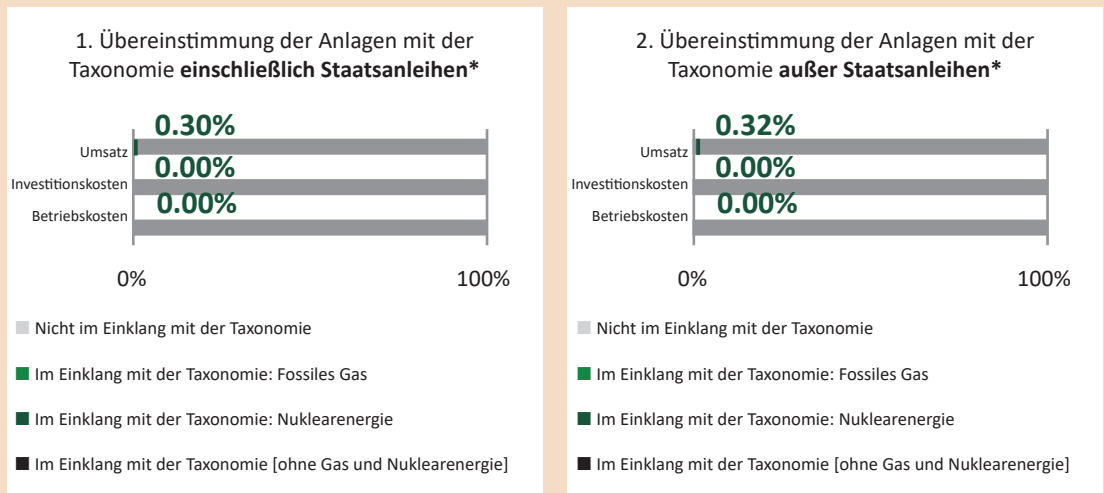 1. Übereinstimmung der Anlagen mit der
Taxonomie einschließlich Staatsanleihen*
0.30%
Umsatz
0.00%
Investitionskosten
0.00%
Betriebskosten
0%
100%
Nicht im Einklang mit der Taxonomie
Im Einklang mit der Taxonomie: Fossiles Gas
Im Einklang mit der Taxonomie: Nuklearenergie
Im Einklang mit der Taxonomie [ohne Gas und Nuklearenergie]
2. Übereinstimmung der Anlagen mit der
Taxonomie außer Staatsanleihen*
0.32%
Umsatz
0.00%
Investitionskosten
0.00%
Betriebskosten
0%
100%
Nicht im Einklang mit der Taxonomie
Im Einklang mit der Taxonomie: Fossiles Gas
Im Einklang mit der Taxonomie: Nuklearenergie
Im Einklang mit der Taxonomie [ohne Gas und Nuklearenergie]